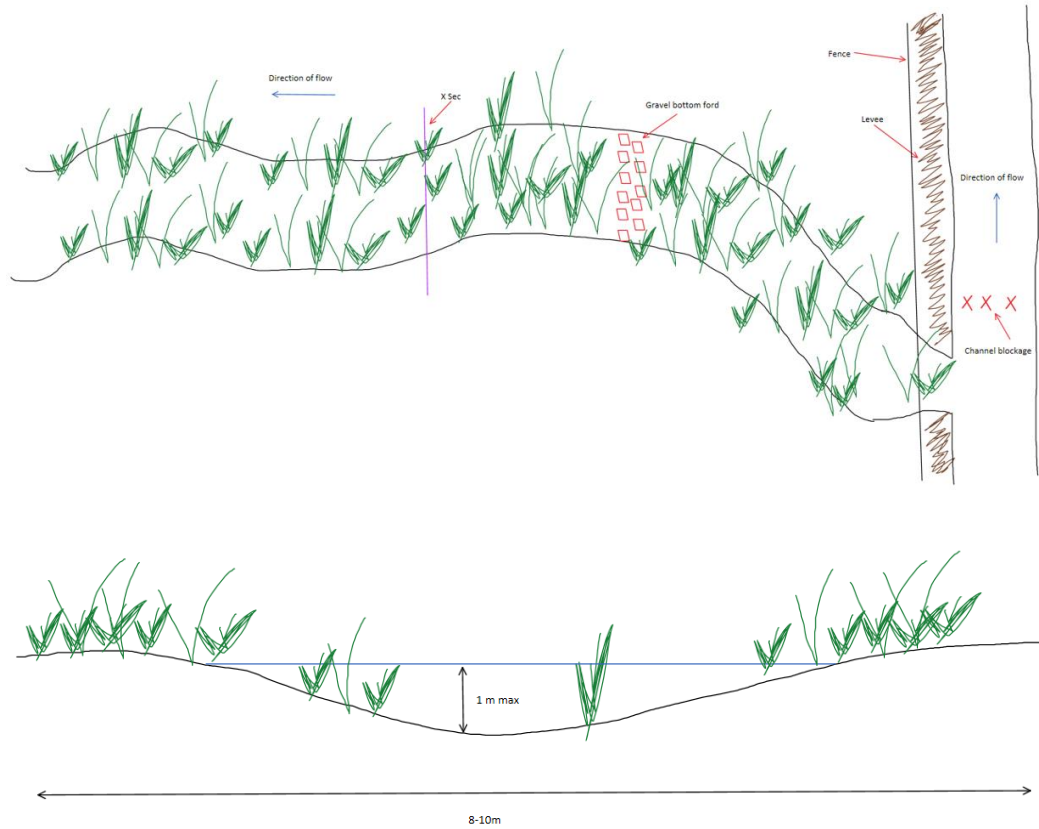 Fence
Direction of flow
X Sec
Gravel bottom ford
Levee
Direction of flow
X X X
Channel blockage
1 m max
8-10m